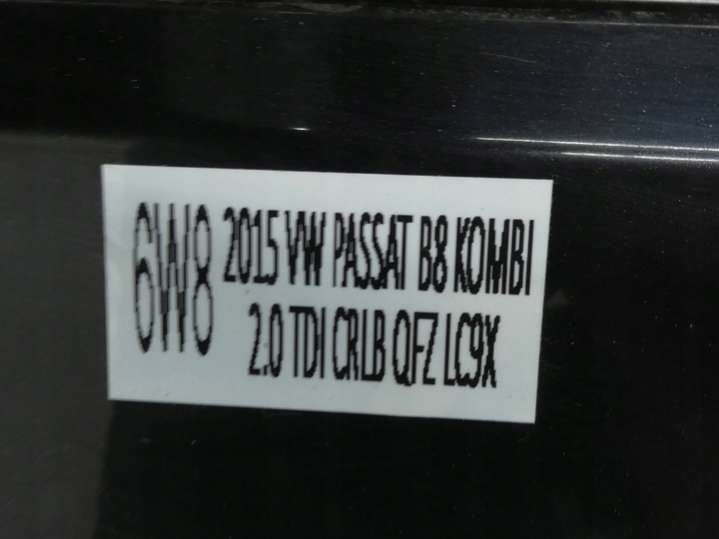 6W8
2015 VW PASSAT B8 KOMBI
2.0 TDI CRLB QFZ LC9X